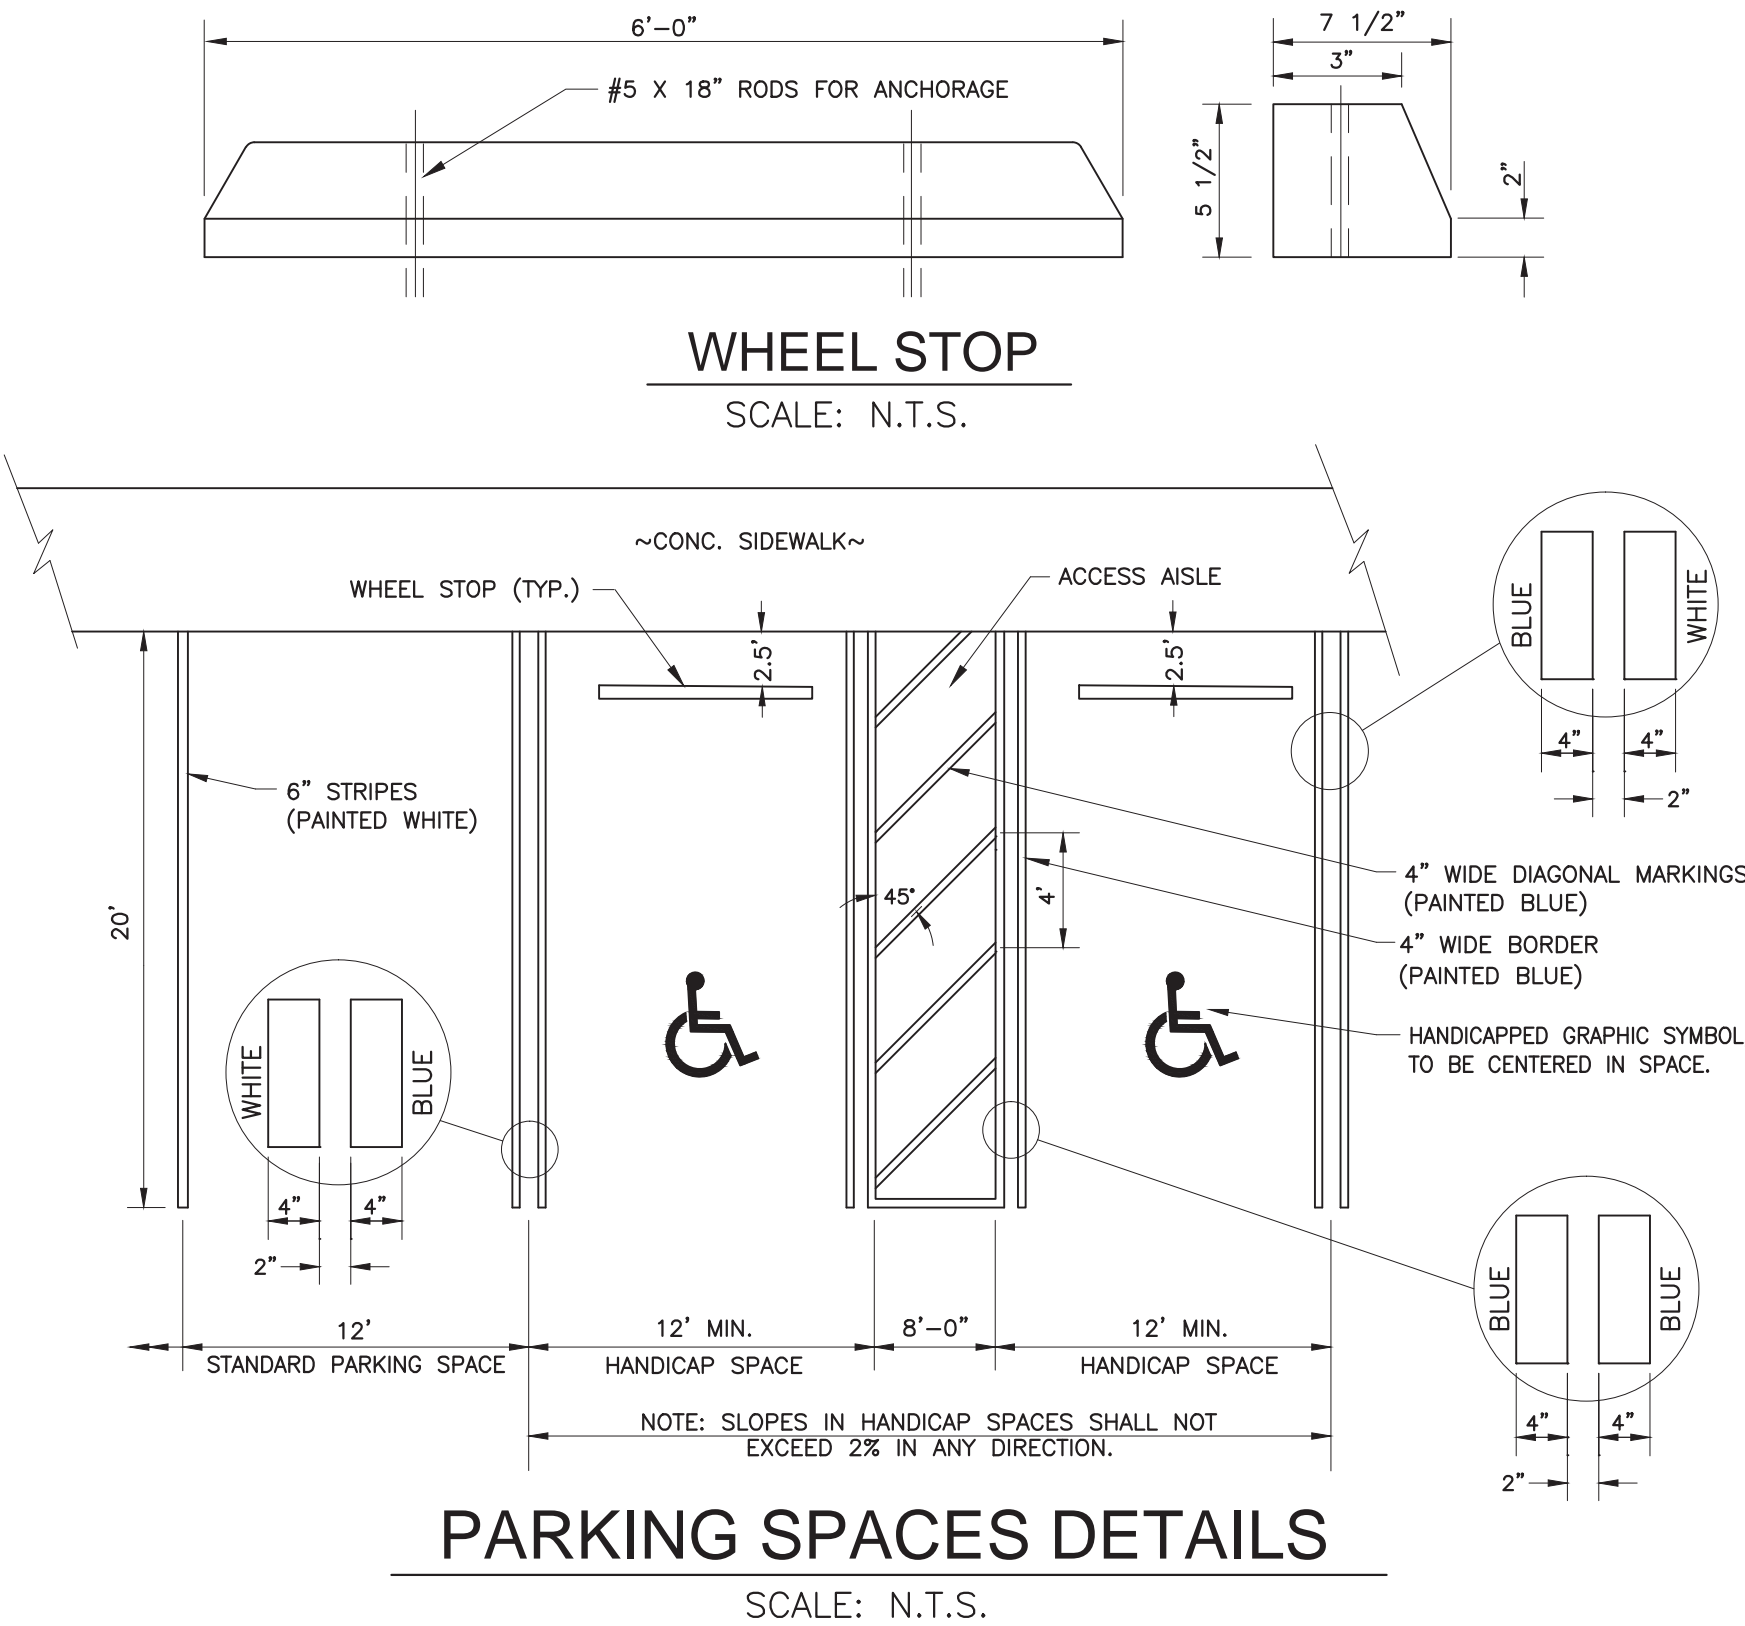 6'-0"
7 1/2"
3"
#5 X 18" RODS FOR ANCHORAGE
5 1/2"
2"
WHEEL STOP
SCALE: N.T.S.
~CONC. SIDEWALK~
WHEEL STOP (TYP.)
ACCESS AISLE
2.5'
2.5'
BLUE
WHITE
4"
4"
2"
6" STRIPES
(PAINTED WHITE)
20'
45°
4'
4" WIDE DIAGONAL MARKINGS
(PAINTED BLUE)
4" WIDE BORDER
(PAINTED BLUE)
HANDICAPPED GRAPHIC SYMBOL
TO BE CENTERED IN SPACE.
WHITE
BLUE
4"
4"
2"
BLUE
BLUE
4"
4"
2"
12'
STANDARD PARKING SPACE
12' MIN.
HANDICAP SPACE
8'-0"
12' MIN.
HANDICAP SPACE
NOTE: SLOPES IN HANDICAP SPACES SHALL NOT
EXCEED 2% IN ANY DIRECTION.
PARKING SPACES DETAILS
SCALE: N.T.S.